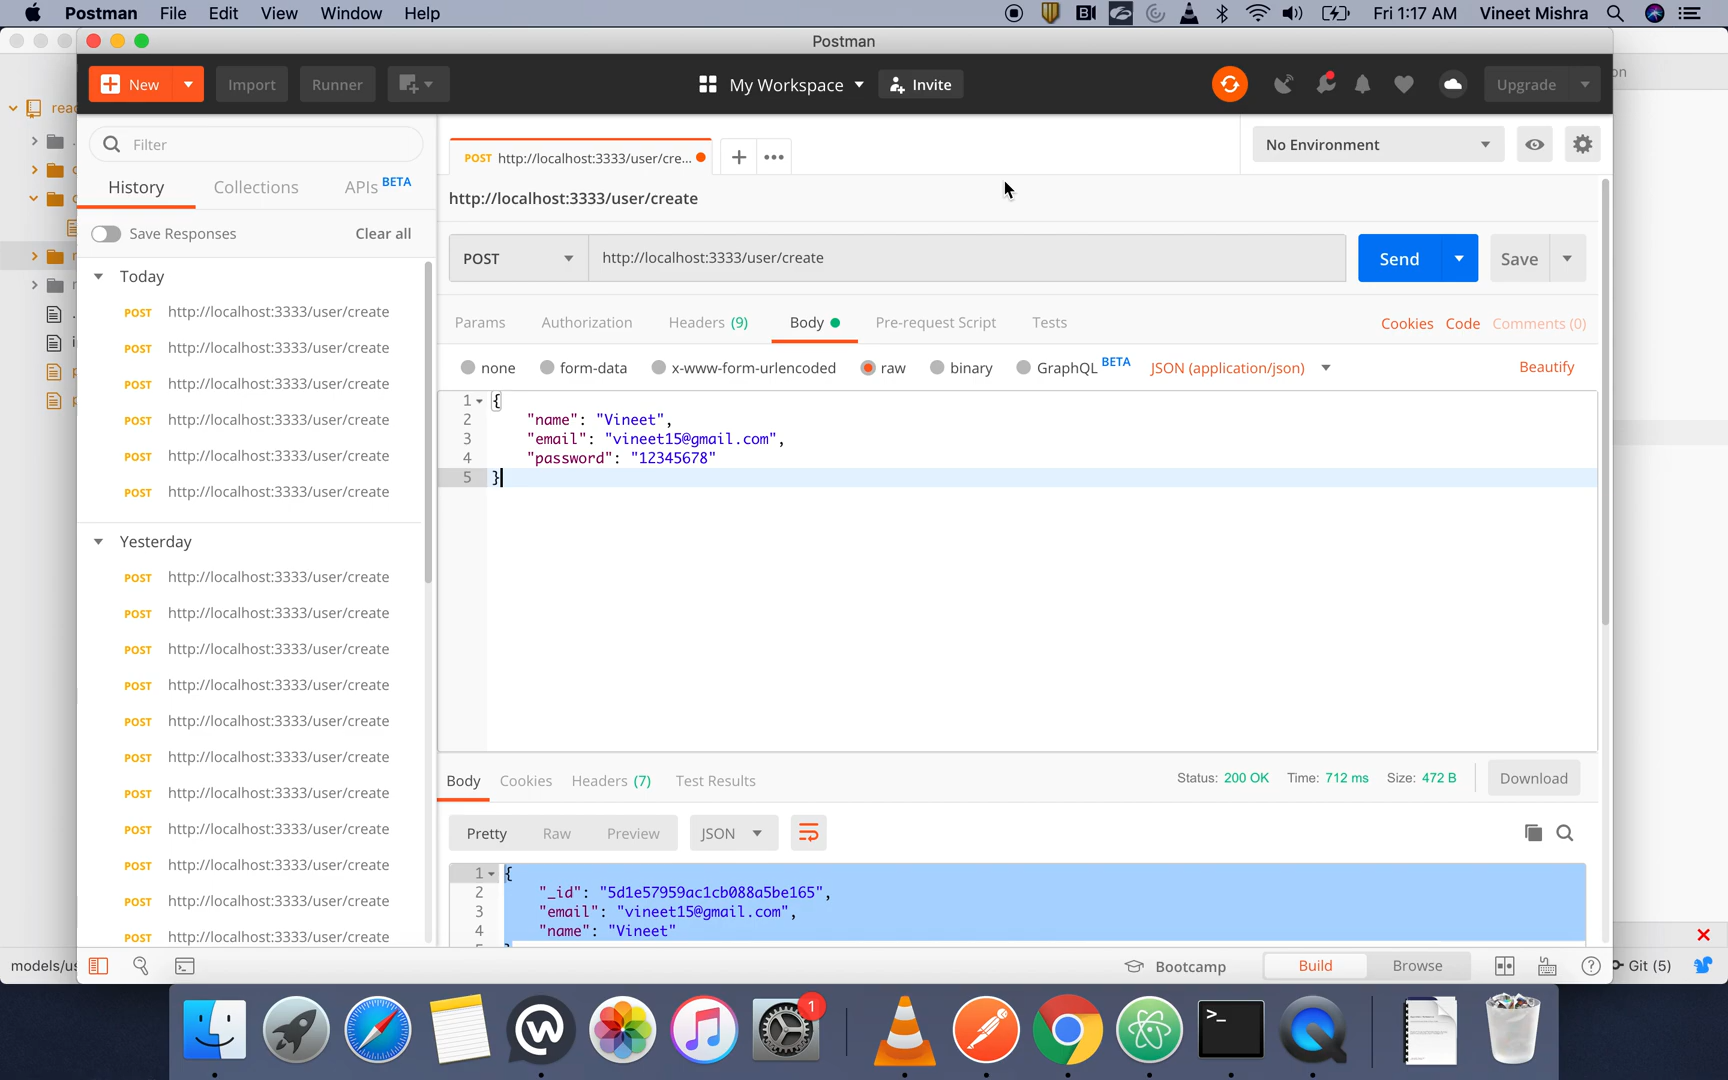 Postman File Edit View Window Help Fri 1:17 AM Vineet Mishra
Postman
New Import Runner My Workspace Invite Upgrade
Filter
History Collections APIs BETA
Save Responses Clear all
Today
POST http://localhost:3333/user/create
POST http://localhost:3333/user/create
POST http://localhost:3333/user/create
POST http://localhost:3333/user/create
POST http://localhost:3333/user/create
POST http://localhost:3333/user/create
Yesterday
POST http://localhost:3333/user/create
POST http://localhost:3333/user/create
POST http://localhost:3333/user/create
POST http://localhost:3333/user/create
POST http://localhost:3333/user/create
POST http://localhost:3333/user/create
POST http://localhost:3333/user/create
POST http://localhost:3333/user/create
POST http://localhost:3333/user/create
POST http://localhost:3333/user/create
POST http://localhost:3333/user/create
POST http://localhost:3333/user/cre... No Environment
http://localhost:3333/user/create
POST http://localhost:3333/user/create Send Save
Params Authorization Headers (9) Body Pre-request Script Tests Cookies Code Comments (0)
none form-data x-www-form-urlencoded raw binary GraphQL BETA JSON (application/json) Beautify
1 {
2 "name": "Vineet",
3 "email": "vineet15@gmail.com",
4 "password": "12345678"
5 }
Body Cookies Headers (7) Test Results Status: 200 OK Time: 712 ms Size: 472 B Download
Pretty Raw Preview JSON
1 {
2 "_id": "5d1e57959ac1cb088a5be165",
3 "email": "vineet15@gmail.com",
4 "name": "Vineet"
models/us Bootcamp Build Browse Git (5)
1